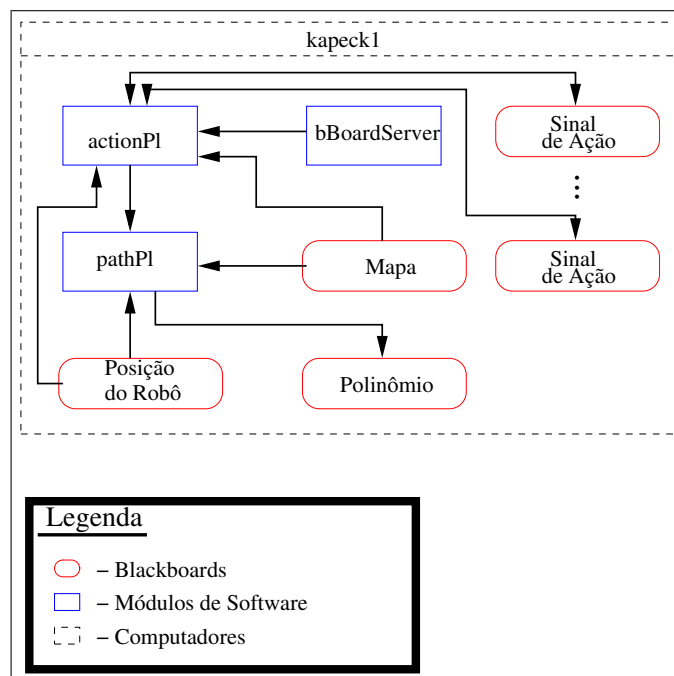 kapeck1
actionPl
bBoardServer
Sinal
de Ação
...
pathPl
Mapa
Sinal
de Ação
Posição
do Robô
Polinômio
Legenda
– Blackboards
– Módulos de Software
– Computadores